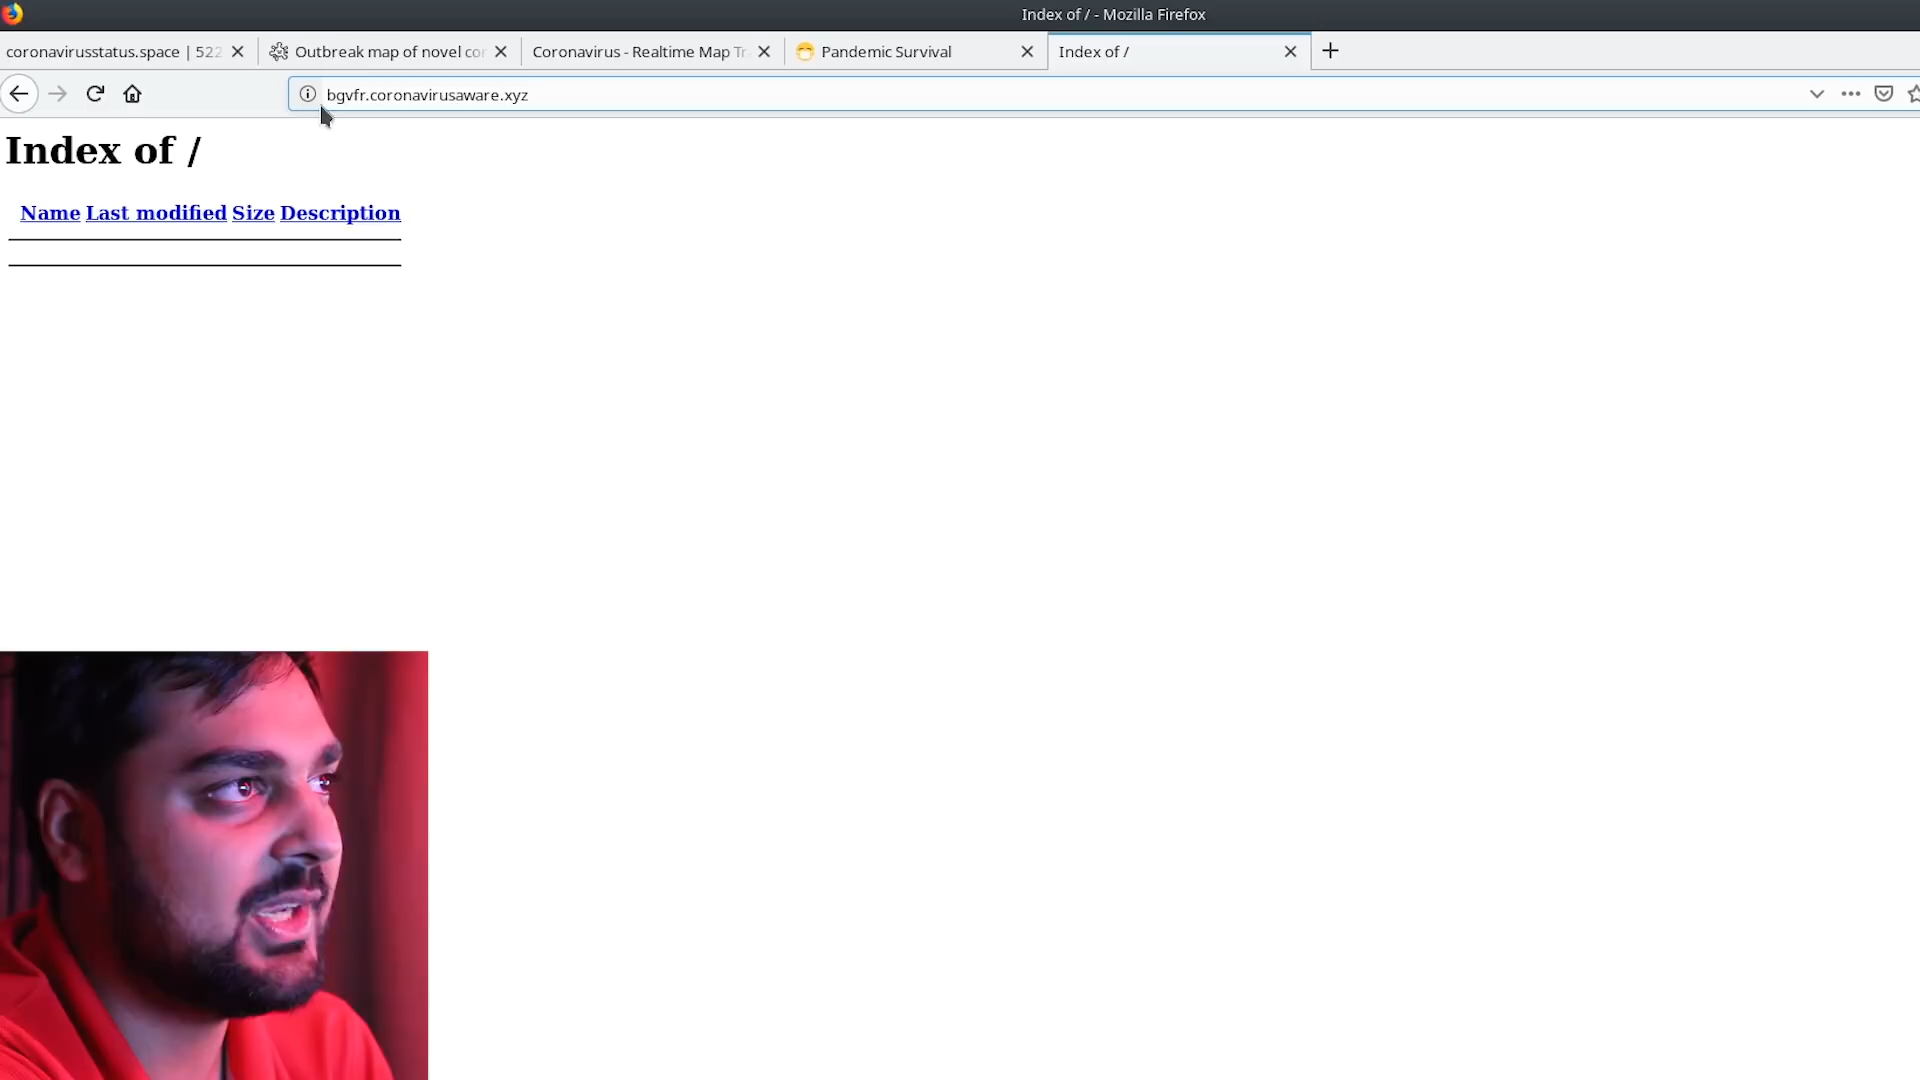 Index of / - Mozilla Firefox
coronavirusstatus.space | 522
Outbreak map of novel cor
Coronavirus - Realtime Map Tr
Pandemic Survival
Index of /
bgvfr.coronavirusaware.xyz
Index of /
Name Last modified Size Description